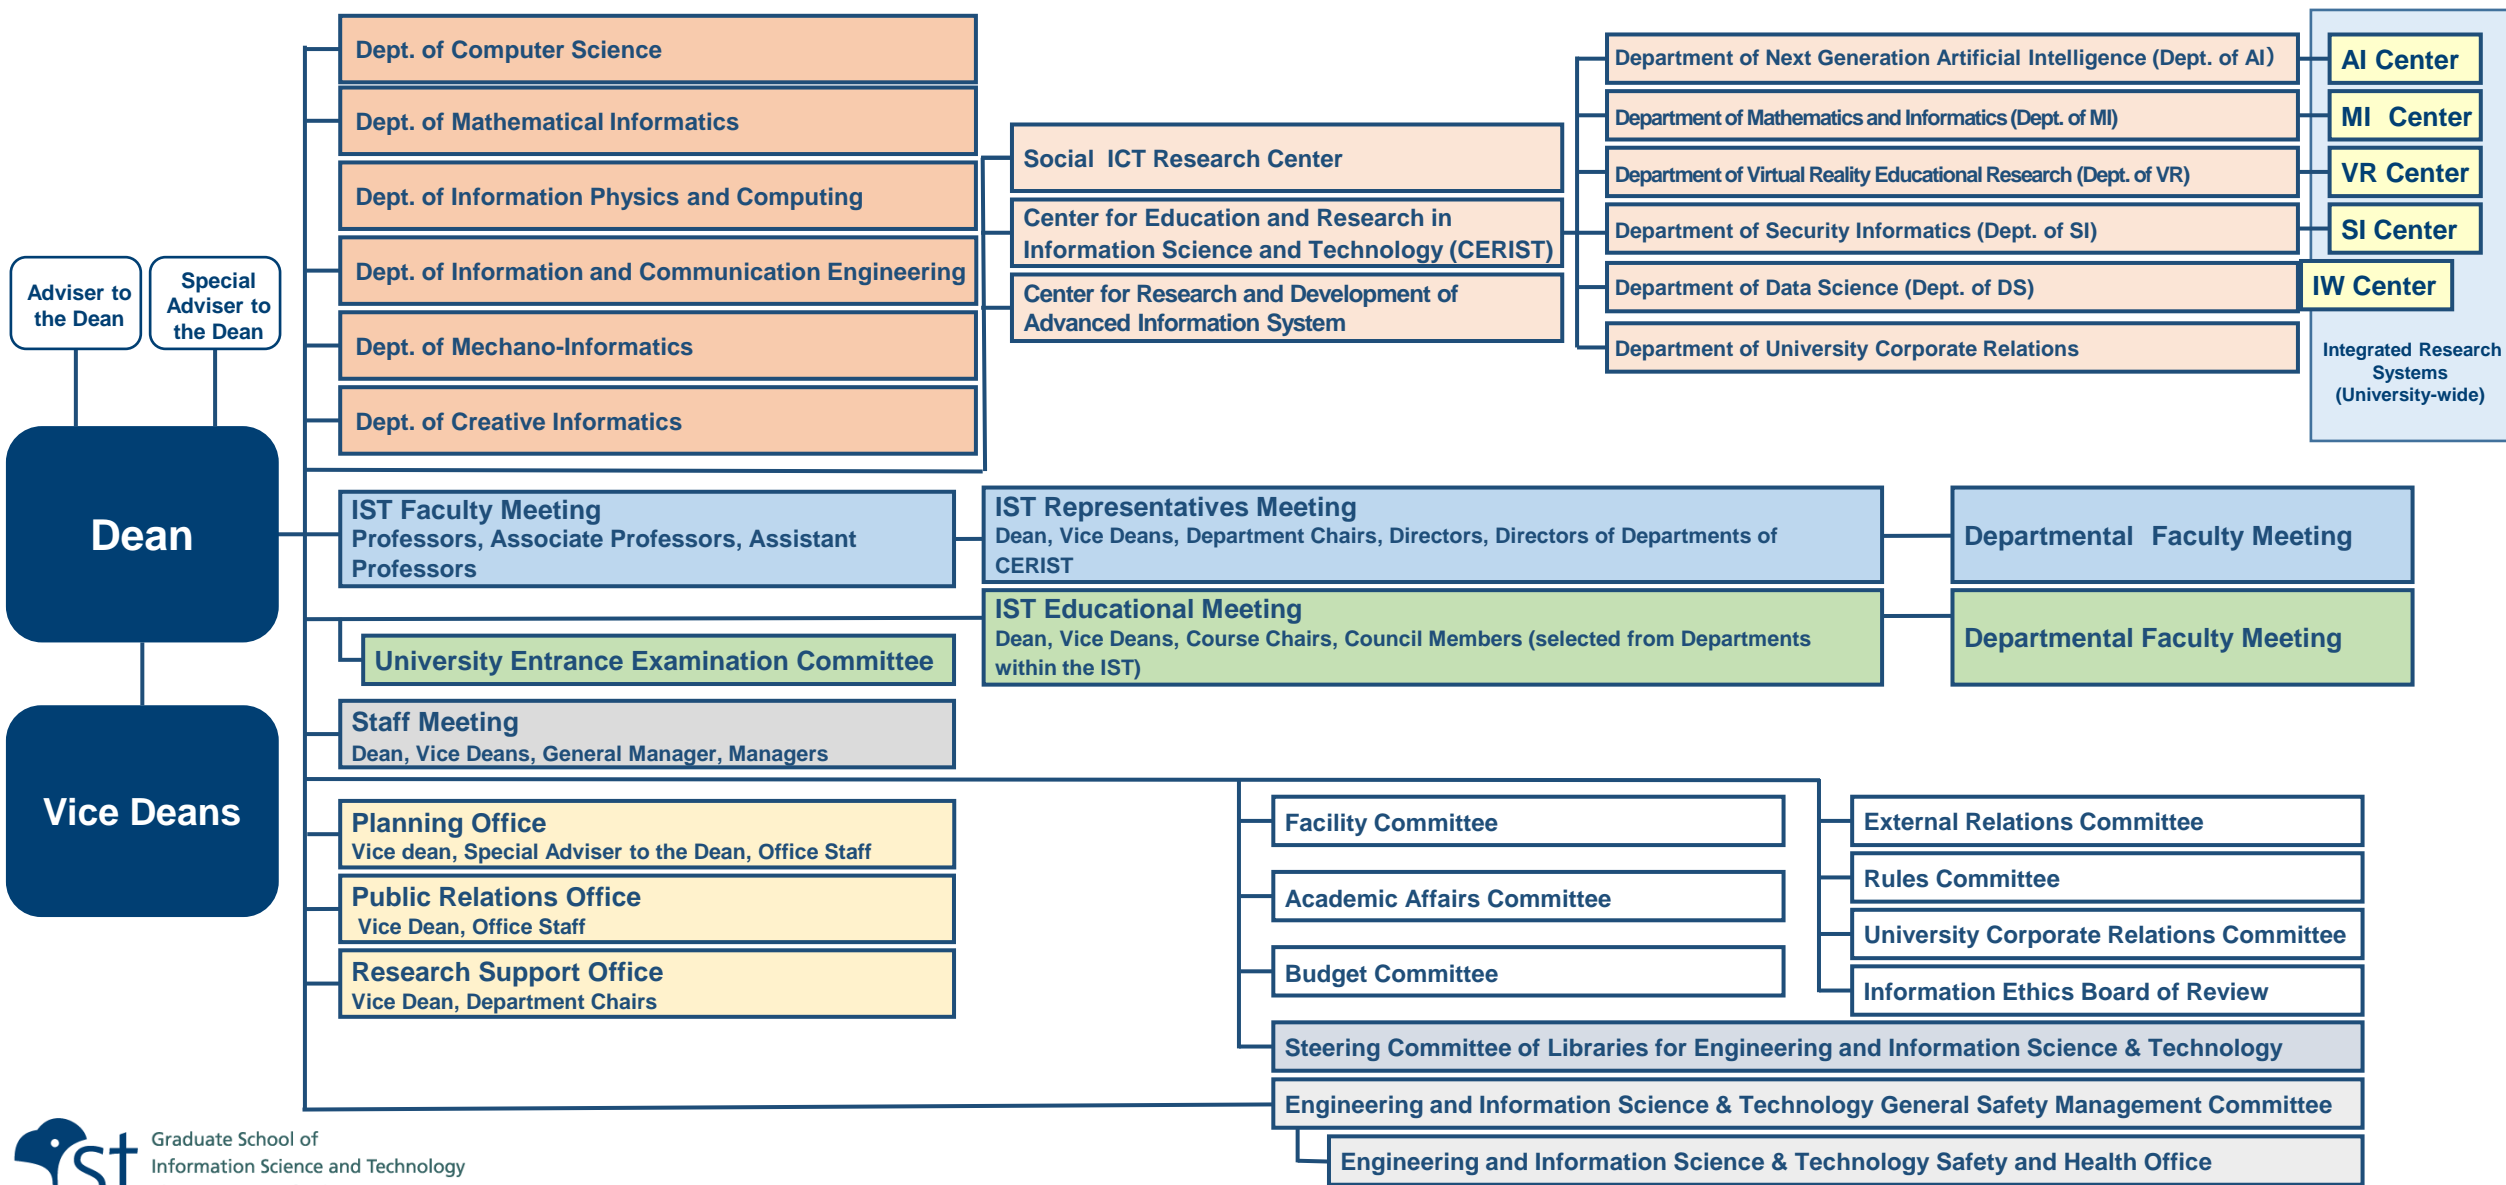 Dept. of Computer Science
Dept. of Mathematical Informatics
Dept. of Information Physics and Computing
Dept. of Information and Communication Engineering
Dept. of Mechano-Informatics
Dept. of Creative Informatics
Social ICT Research Center
Center for Education and Research in
Information Science and Technology (CERIST)
Center for Research and Development of
Advanced Information System
Department of Next Generation Artificial Intelligence (Dept. of AI)
Department of Mathematics and Informatics (Dept. of MI)
Department of Virtual Reality Educational Research (Dept. of VR)
Department of Security Informatics (Dept. of SI)
Department of Data Science (Dept. of DS)
Department of University Corporate Relations
AI Center
MI Center
VR Center
SI Center
IW Center
Integrated Research
Systems
(University-wide)
Adviser to
the Dean
Special
Adviser to
the Dean
Dean
Vice Deans
IST Faculty Meeting
Professors, Associate Professors, Assistant
Professors
IST Representatives Meeting
Dean, Vice Deans, Department Chairs, Directors, Directors of Departments of
CERIST
Departmental Faculty Meeting
IST Educational Meeting
Dean, Vice Deans, Course Chairs, Council Members (selected from Departments
within the IST)
Departmental Faculty Meeting
University Entrance Examination Committee
Staff Meeting
Dean, Vice Deans, General Manager, Managers
Planning Office
Vice dean, Special Adviser to the Dean, Office Staff
Public Relations Office
Vice Dean, Office Staff
Research Support Office
Vice Dean, Department Chairs
Facility Committee
Academic Affairs Committee
Budget Committee
External Relations Committee
Rules Committee
University Corporate Relations Committee
Information Ethics Board of Review
Steering Committee of Libraries for Engineering and Information Science & Technology
Engineering and Information Science & Technology General Safety Management Committee
Engineering and Information Science & Technology Safety and Health Office
ist
Graduate School of
Information Science and Technology